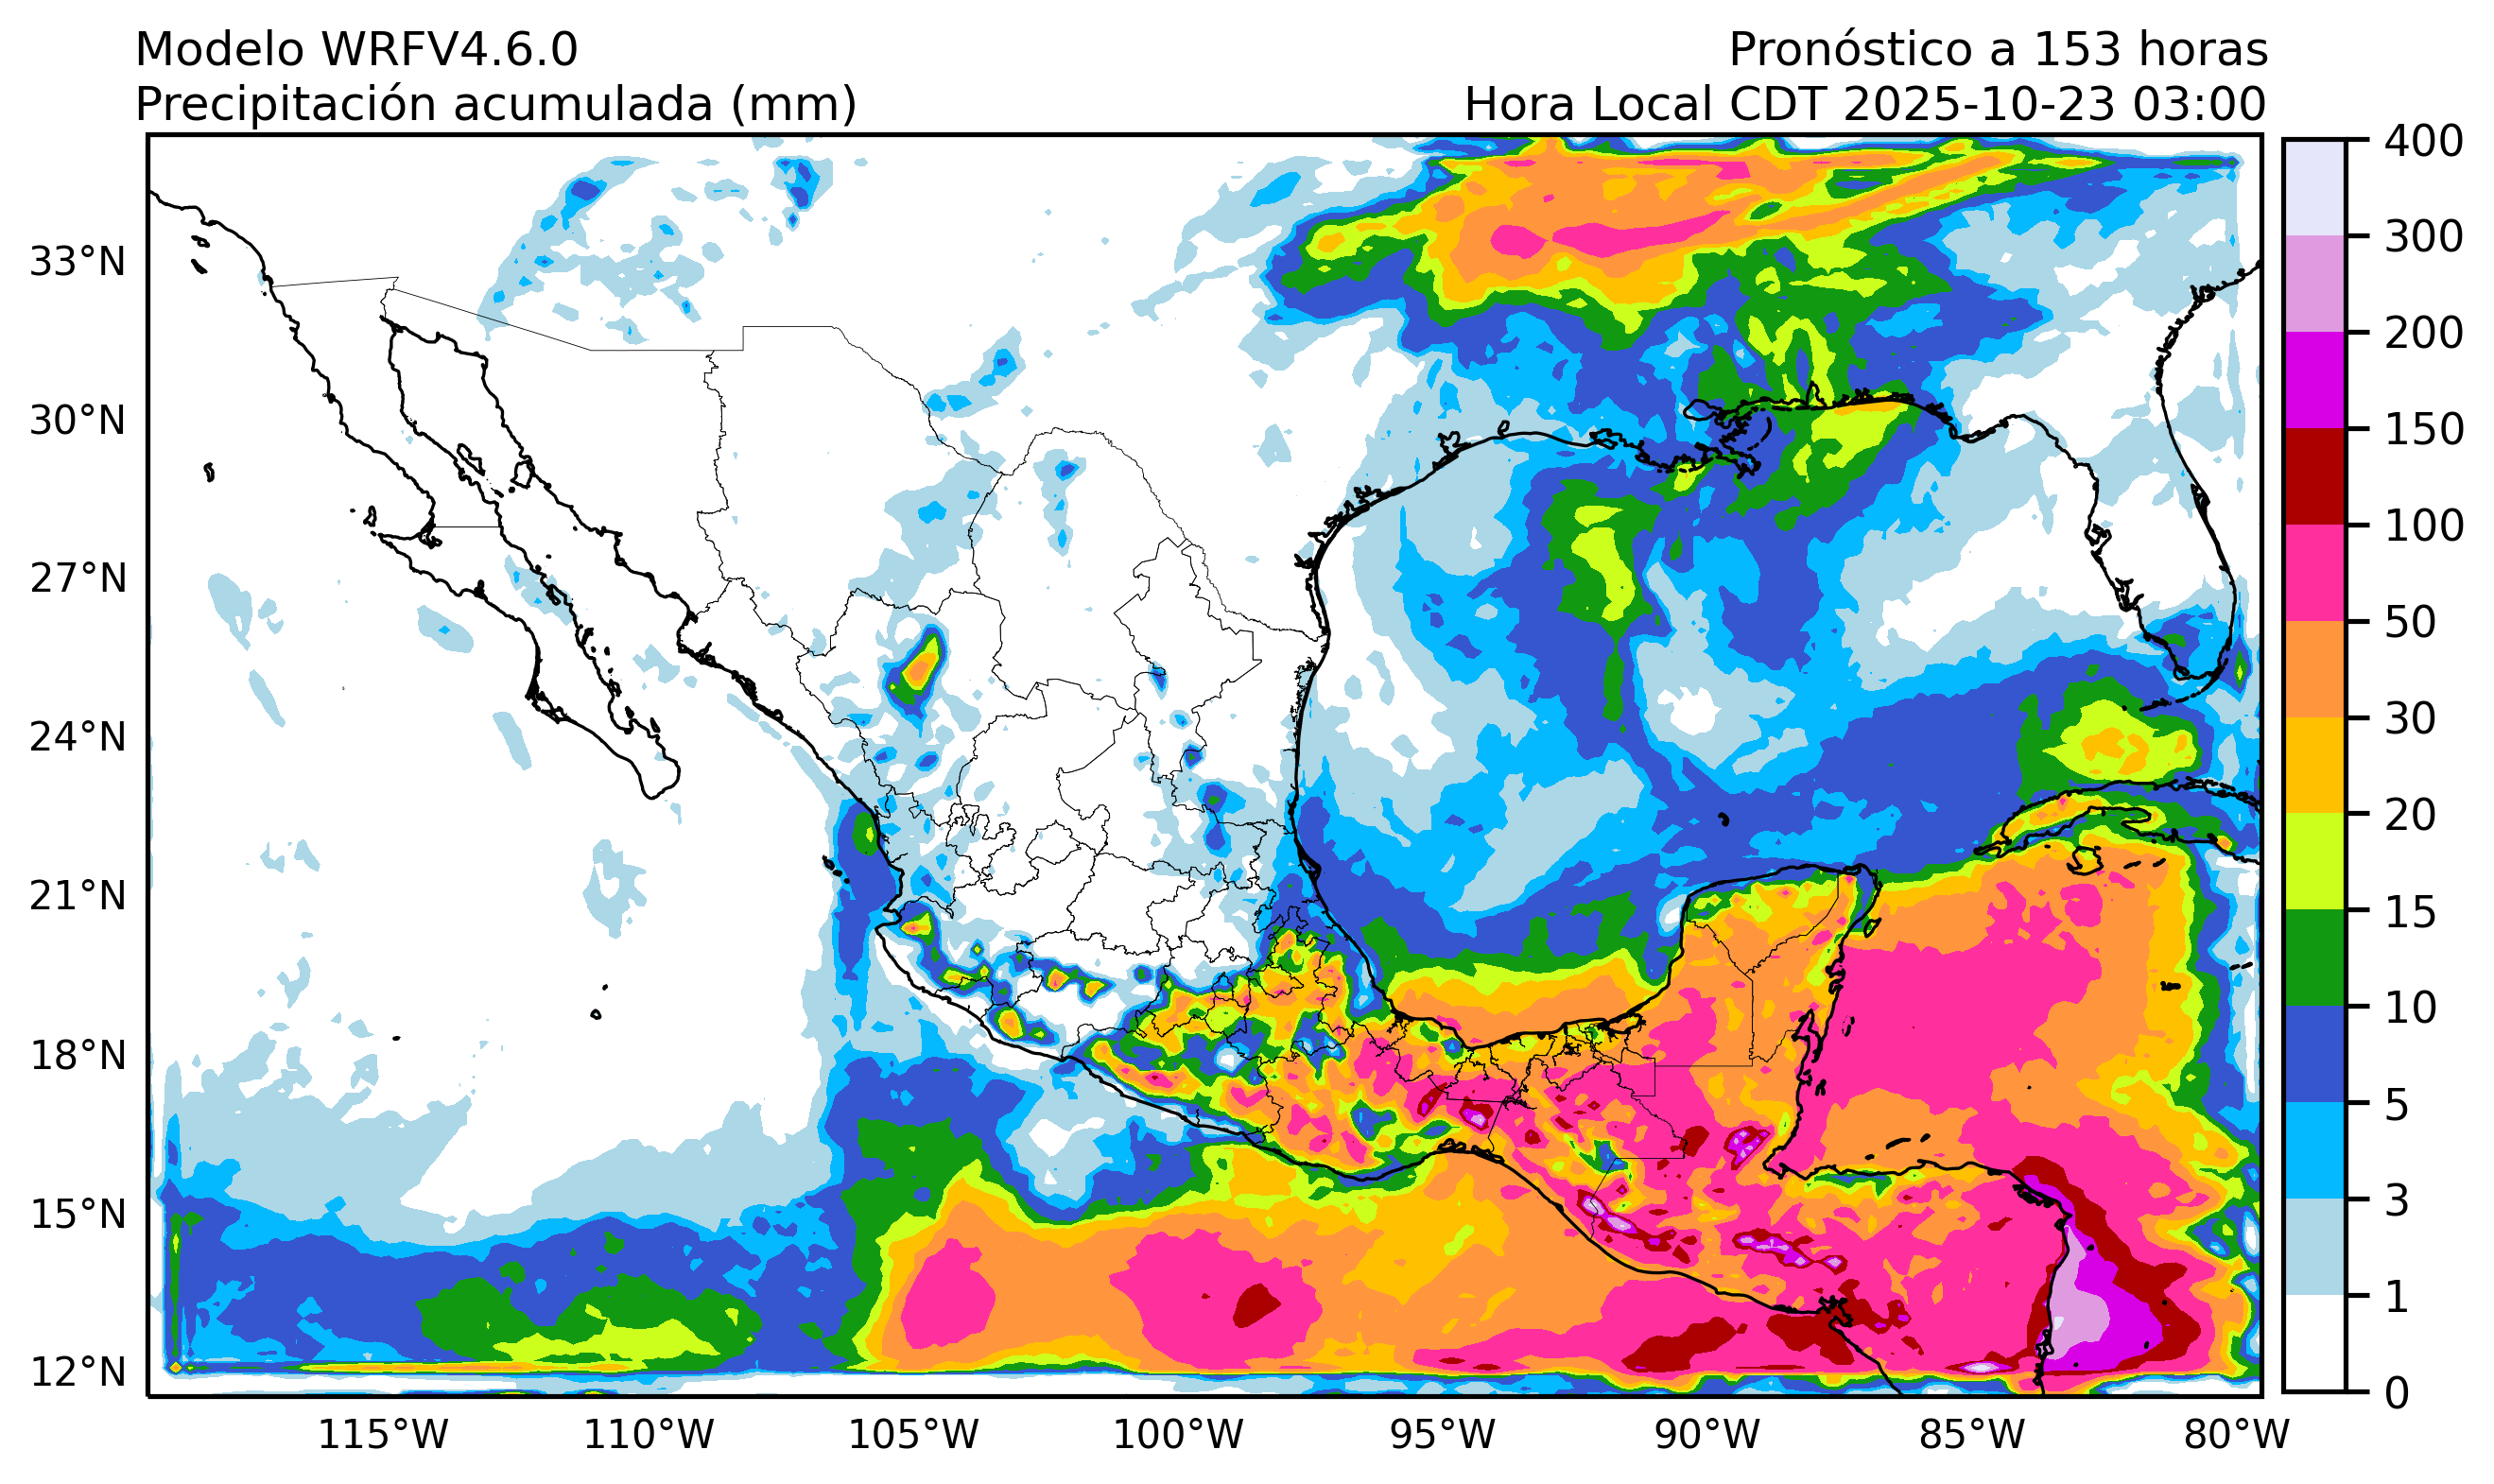 Modelo WRFV4.6.0
Pronóstico a 153 horas
Precipitación acumulada (mm)
Hora Local CDT 2025-10-23 03:00
33°N
30°N
27°N
24°N
21°N
18°N
15°N
12°N
115°W
110°W
105°W
100°W
95°W
90°W
85°W
80°W
400
300
200
150
100
50
30
20
15
10
5
3
1
0